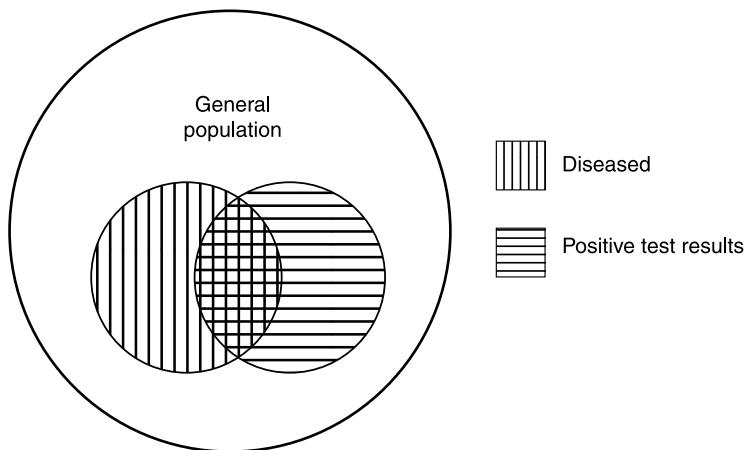 General
population
Diseased
Positive test results